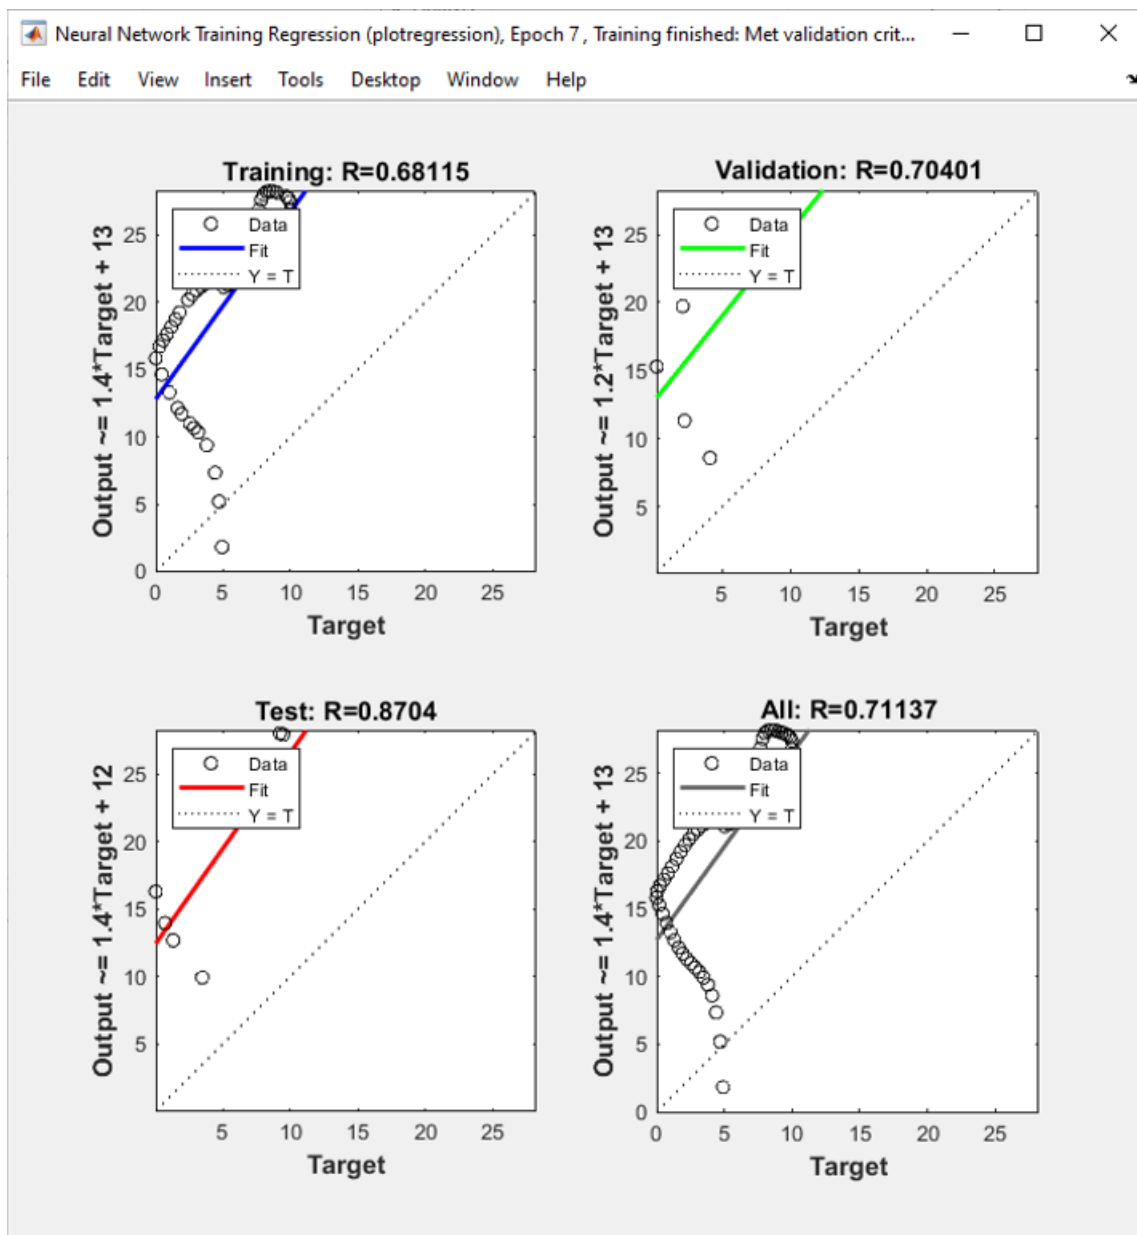 Neural Network Training Regression (plotregression), Epoch 7 , Training finished: Met validation crit...
File Edit View Insert Tools Desktop Window Help
Training: R=0.68115
Output ~= 1.4*Target + 13
Data
Fit
Y = T
25
20
15
10
5
0
0 5 10 15 20 25
Target
Validation: R=0.70401
Output ~= 1.2*Target + 13
Data
Fit
Y = T
25
20
15
10
5
5 10 15 20 25
Target
Test: R=0.8704
Output ~= 1.4*Target + 12
Data
Fit
Y = T
25
20
15
10
5
5 10 15 20 25
Target
All: R=0.71137
Output ~= 1.4*Target + 13
Data
Fit
Y = T
25
20
15
10
5
0
0 5 10 15 20 25
Target